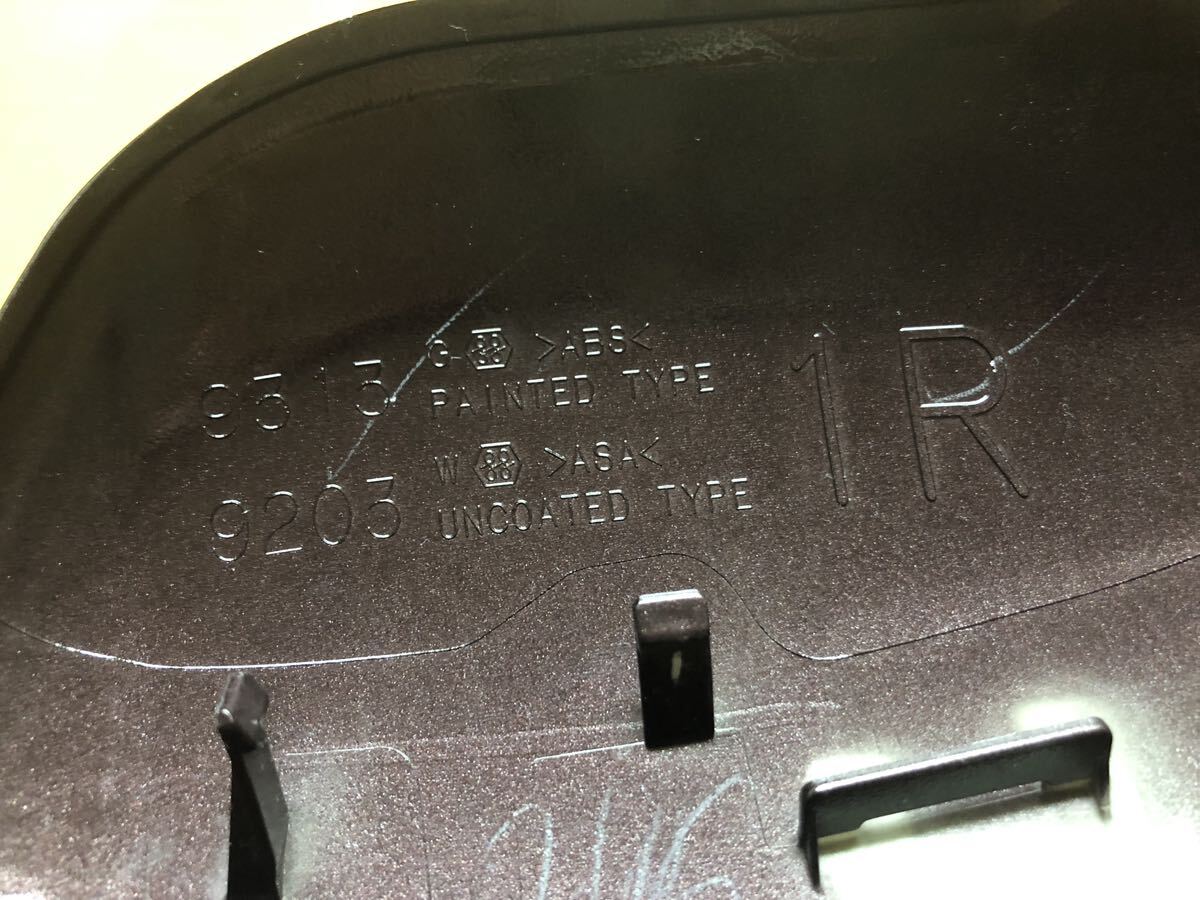 9313 G- >ABS<
PAINTED TYPE
9203 W >ASA<
UNCOATED TYPE
1R